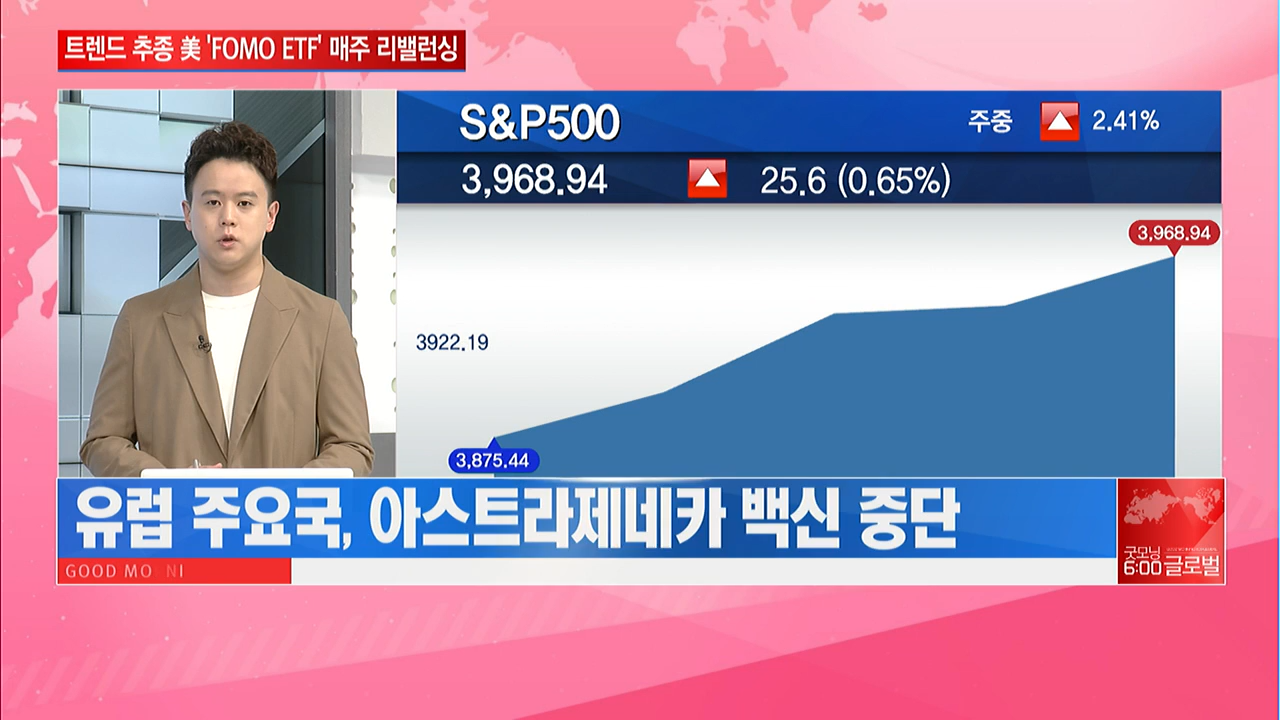 트렌드 추종 美 'FOMO ETF' 매주 리밸런싱
S&P500
주중 ▲ 2.41%
3,968.94 ▲ 25.6 (0.65%)
3,968.94
3922.19
3,875.44
유럽 주요국, 아스트라제네카 백신 중단
GOOD MO NI
굿모닝
6:00 글로벌